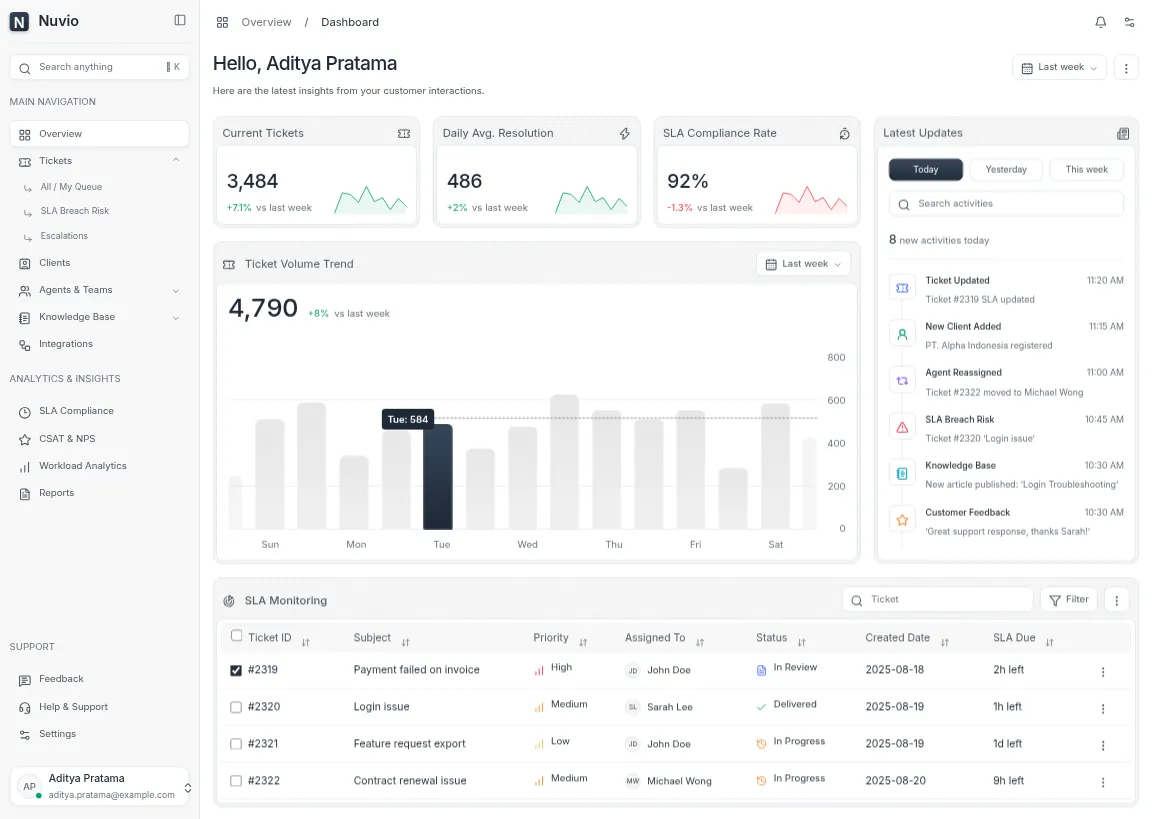 N Nuvio
Search anything K
MAIN NAVIGATION
Overview
Tickets
All / My Queue
SLA Breach Risk
Escalations
Clients
Agents & Teams
Knowledge Base
Integrations
ANALYTICS & INSIGHTS
SLA Compliance
CSAT & NPS
Workload Analytics
Reports
SUPPORT
Feedback
Help & Support
Settings
AP
Aditya Pratama
aditya.pratama@example.com
Overview / Dashboard
Hello, Aditya Pratama
Here are the latest insights from your customer interactions.
Last week
Current Tickets
3,484
+7.1% vs last week
Daily Avg. Resolution
486
+2% vs last week
SLA Compliance Rate
92%
-1.3% vs last week
Ticket Volume Trend
Last week
4,790 +8% vs last week
800
600
400
200
0
Tue: 584
Sun Mon Tue Wed Thu Fri Sat
Latest Updates
Today Yesterday This week
Search activities
8 new activities today
Ticket Updated 11:20 AM
Ticket #2319 SLA updated
New Client Added 11:15 AM
PT. Alpha Indonesia registered
Agent Reassigned 11:00 AM
Ticket #2322 moved to Michael Wong
SLA Breach Risk 10:45 AM
Ticket #2320 'Login issue'
Knowledge Base 10:30 AM
New article published: 'Login Troubleshooting'
Customer Feedback 10:30 AM
'Great support response, thanks Sarah!'
SLA Monitoring
Ticket
Filter
Ticket ID Subject Priority Assigned To Status Created Date SLA Due
#2319 Payment failed on invoice High JD John Doe In Review 2025-08-18 2h left
#2320 Login issue Medium SL Sarah Lee Delivered 2025-08-19 1h left
#2321 Feature request export Low JD John Doe In Progress 2025-08-19 1d left
#2322 Contract renewal issue Medium MW Michael Wong In Progress 2025-08-20 9h left